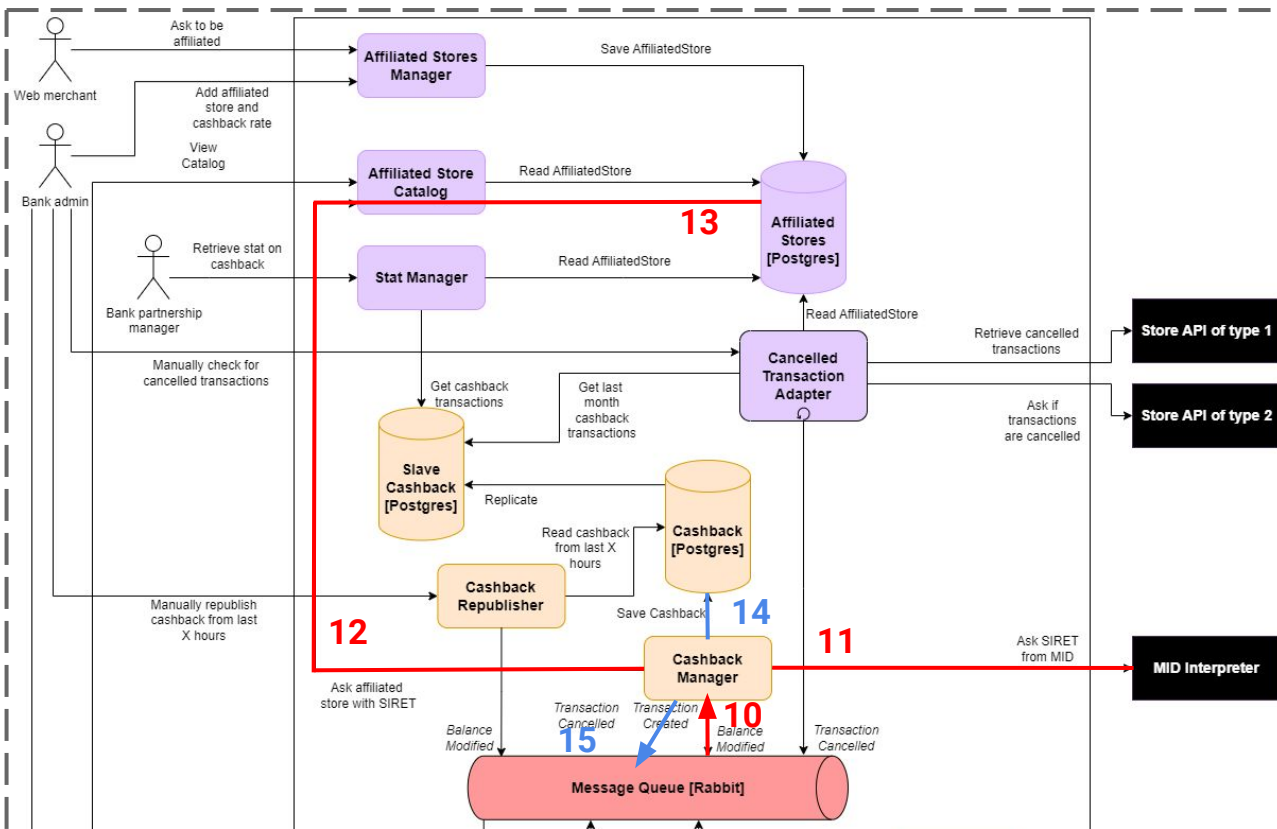 Ask to be
affiliated
Web merchant
Affiliated Stores
Manager
Save AffiliatedStore
Add affiliated
store and
cashback rate
View
Catalog
Bank admin
Affiliated Store
Catalog
Read AffiliatedStore
13
Affiliated
Stores
[Postgres]
Retrieve stat on
cashback
Stat Manager
Read AffiliatedStore
Bank partnership
manager
Read AffiliatedStore
Retrieve cancelled
transactions
Store API of type 1
Manually check for
cancelled transactions
Cancelled
Transaction
Adapter
Get cashback
transactions
Get last
month
cashback
transactions
Ask if
transactions
are cancelled
Store API of type 2
Slave
Cashback
[Postgres]
Replicate
Cashback
[Postgres]
Read cashback
from last X
hours
Cashback
Republisher
Manually republish
cashback from last
X hours
Save Cashback
14
12
11
Ask SIRET
from MID
Cashback
Manager
MID Interpreter
Ask affiliated
store with SIRET
Transaction
Cancelled
Transaction
Created
10
Balance
Modified
15
Balance
Modified
Transaction
Cancelled
Message Queue [Rabbit]